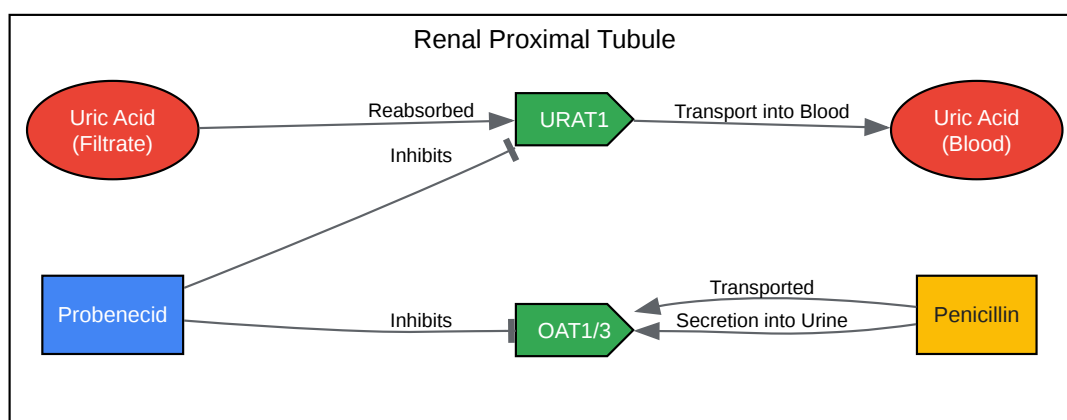 Renal Proximal Tubule
Uric Acid
(Filtrate)
Reabsorbed
URAT1
Transport into Blood
Uric Acid
(Blood)
Inhibits
Probenecid
Inhibits
OAT1/3
Transported
Secretion into Urine
Penicillin